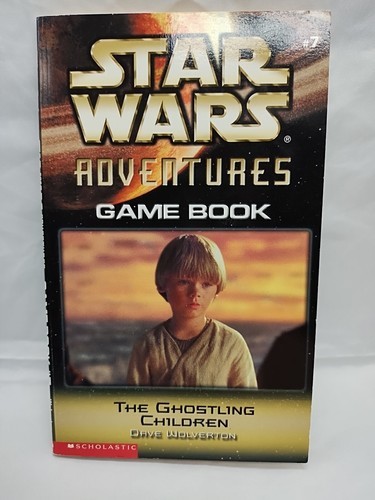 #7
STAR
WARS®
ADVENTURES
GAME BOOK
THE GHOSTLING
CHILDREN
DAVE WOLVERTON
SCHOLASTIC